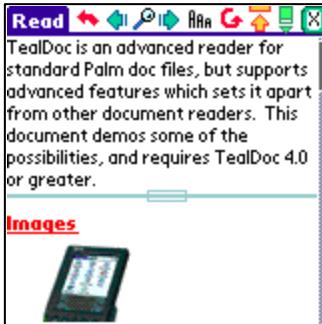 Read AAA
TealDoc is an advanced reader for
standard Palm doc files, but supports
advanced features which sets it apart
from other document readers. This
document demos some of the
possibilities, and requires TealDoc 4.0
or greater.
Images